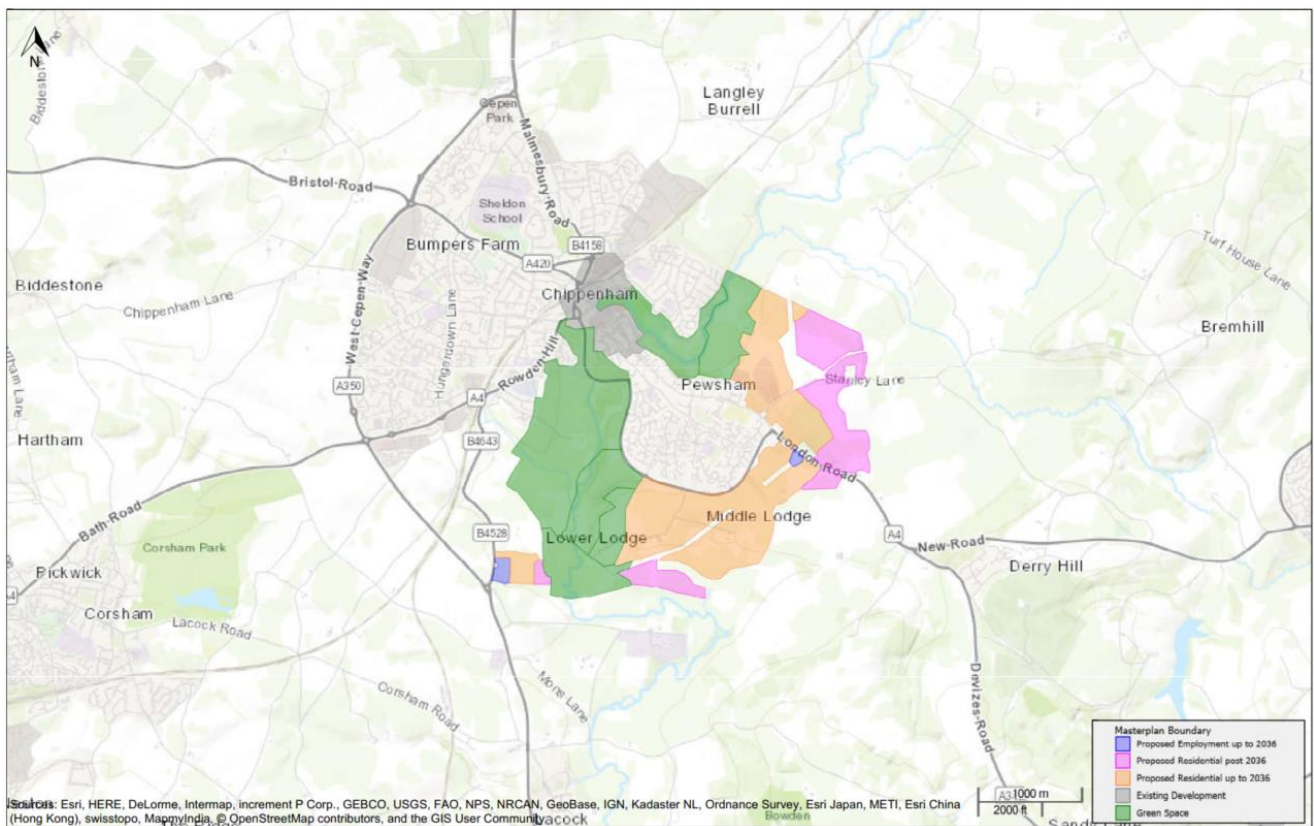 N
Biddestone Lane
Cepen
Park
Langley
Burrell
Malmesbury-Road
Bristol-Road
Sheldon
School
Bumpers Farm
B4158
A420
Turf House Lane
Biddestone
Chippenham Lane
Chippenham
West-Cepen-Way
Hungerdown Lane
Bremhill
Rowden-Hill
A350
A4
Pewsham
Stanley Lane
Hartham
B4643
London-Road
Bath-Road
Middle Lodge
B4528
Lower Lodge
A4
New-Road
Corsham Park
Derry Hill
Pickwick
Corsham
Lacock Road
Corsham Road
Mons Lane
Devizes-Road
Masterplan Boundary
Proposed Employment up to 2036
Proposed Residential post 2036
Proposed Residential up to 2036
Existing Development
Green Space
1000 m
2000 ft
Sources: Esri, HERE, DeLorme, Intermap, increment P Corp., GEBCO, USGS, FAO, NPS, NRCAN, GeoBase, IGN, Kadaster NL, Ordnance Survey, Esri Japan, METI, Esri China
(Hong Kong), swisstopo, MapmyIndia, © OpenStreetMap contributors, and the GIS User Community
Lacock
Bowden